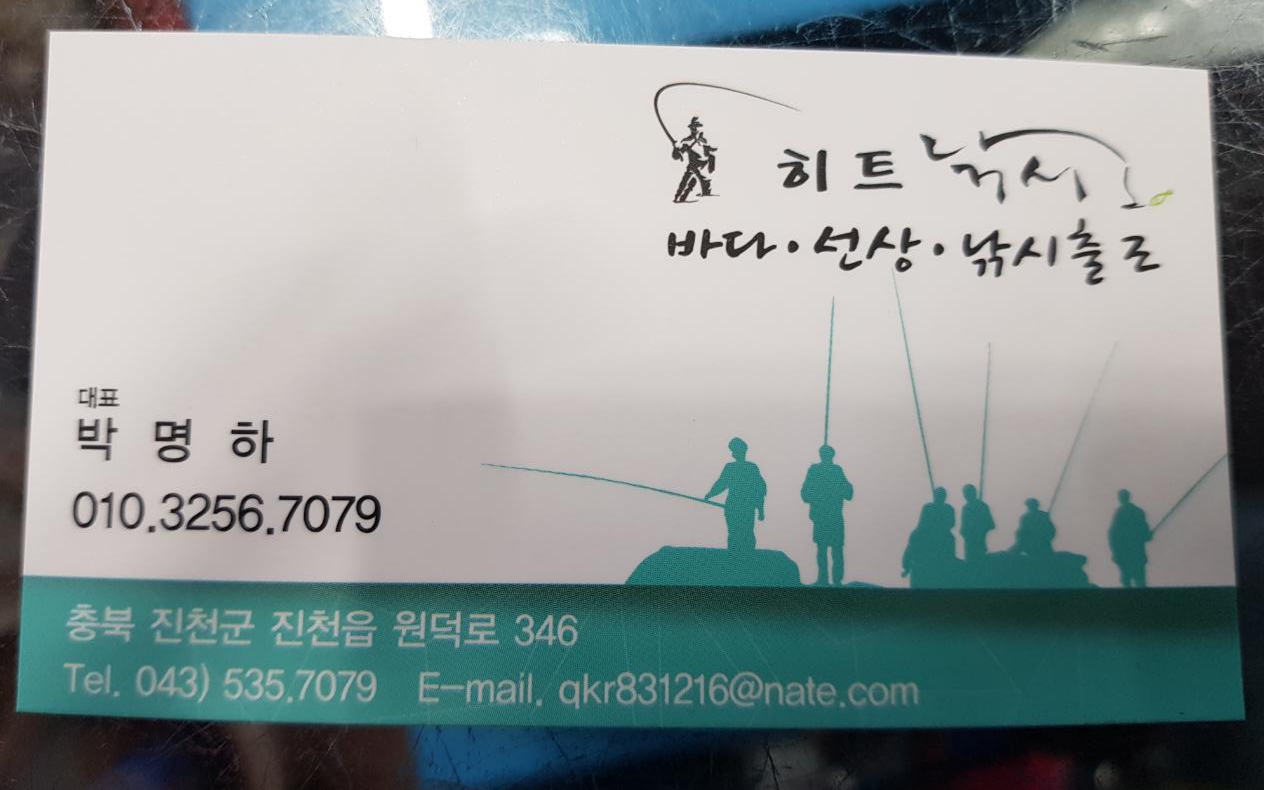 히트낚시
바다·선상·낚시출조
대표
박 명 하
010.3256.7079
충북 진천군 진천읍 원덕로 346
Tel. 043) 535.7079 E-mail. qkr831216@nate.com